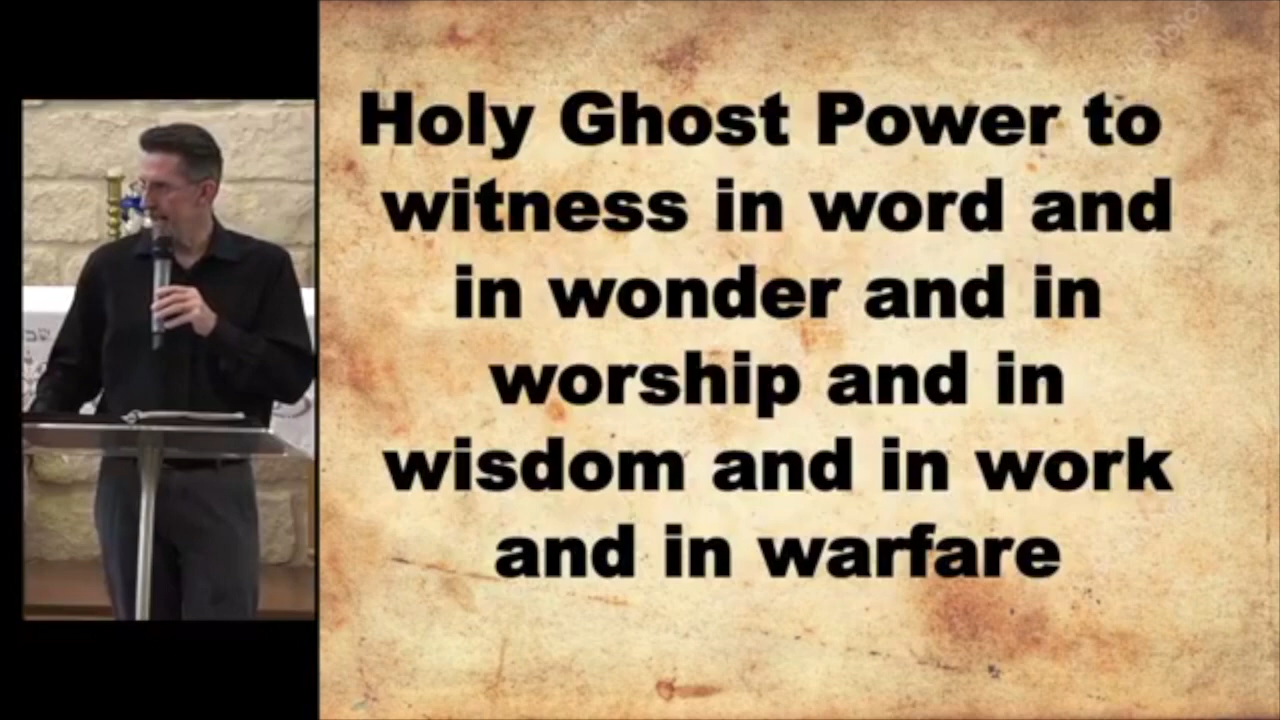 Holy Ghost Power to
witness in word and
in wonder and in
worship and in
wisdom and in work
and in warfare